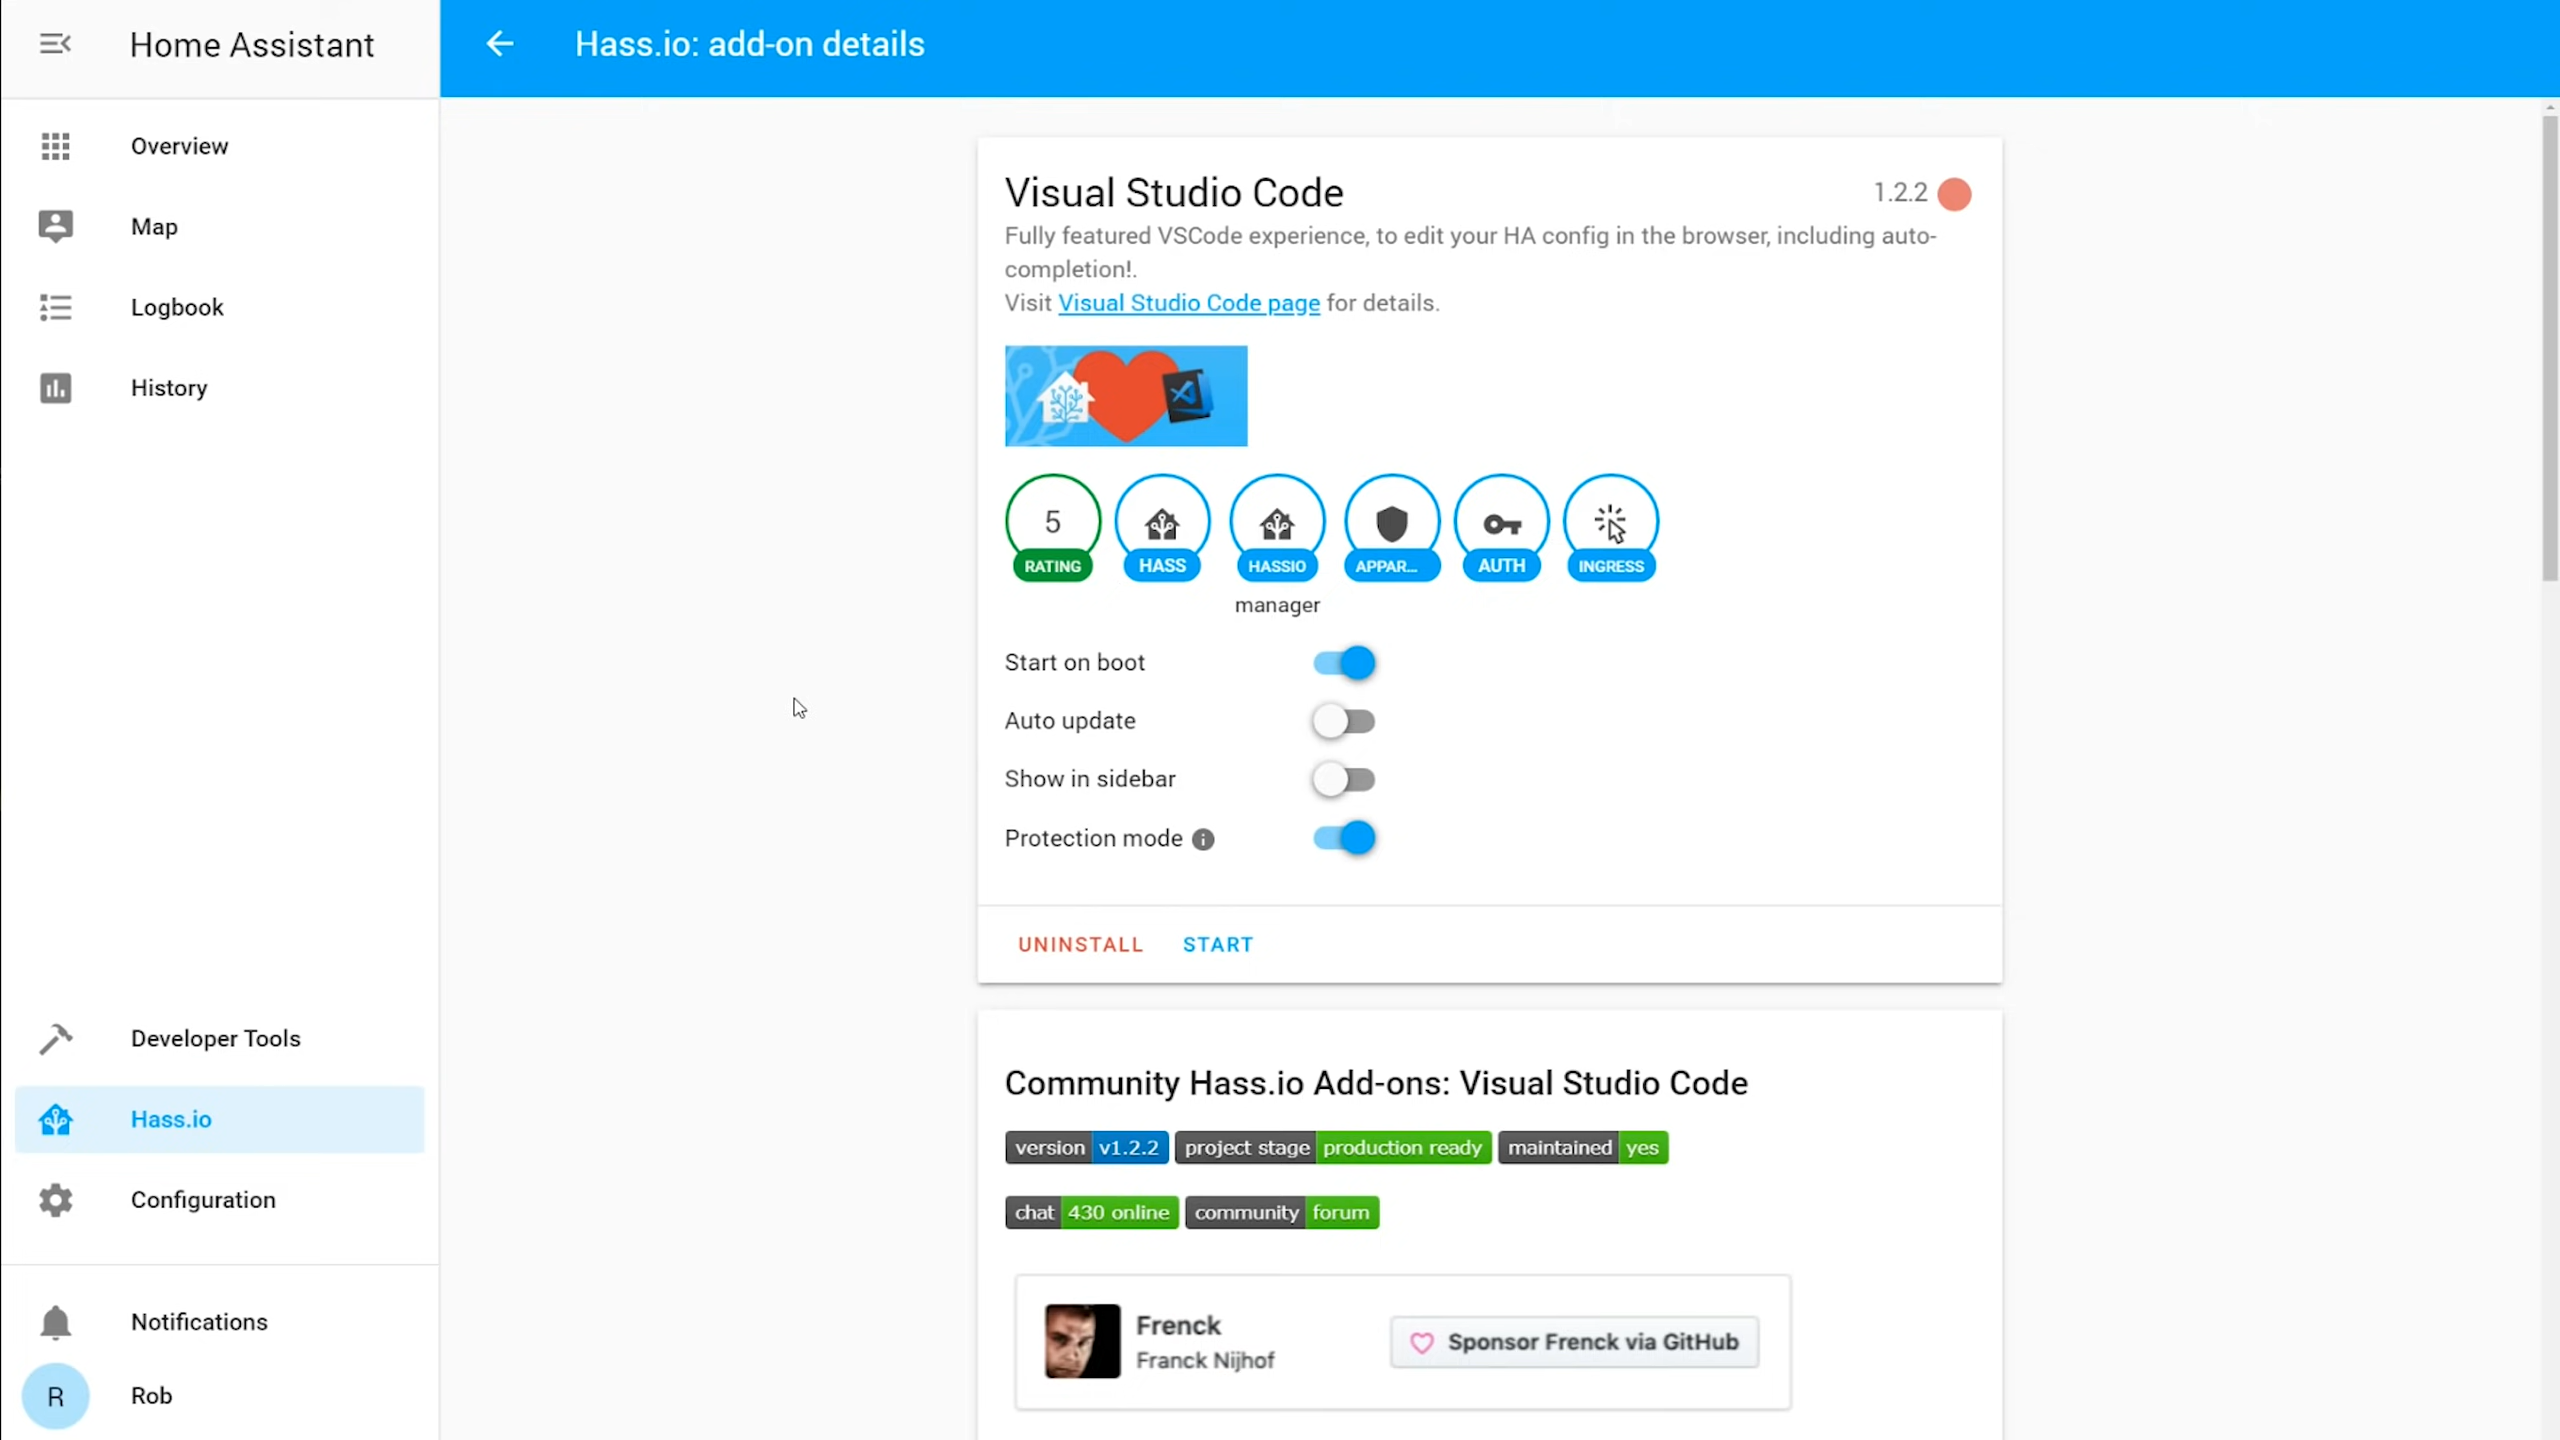 Home Assistant
Hass.io: add-on details
Overview
Map
Logbook
History
Developer Tools
Hass.io
Configuration
Notifications
R
Rob
Visual Studio Code
1.2.2
Fully featured VSCode experience, to edit your HA config in the browser, including auto-
completion!.
Visit Visual Studio Code page for details.
5
RATING
HASS
HASSIO
APPAR...
AUTH
INGRESS
manager
Start on boot
Auto update
Show in sidebar
Protection mode
UNINSTALL
START
Community Hass.io Add-ons: Visual Studio Code
version v1.2.2 project stage production ready maintained yes
chat 430 online community forum
Frenck
Franck Nijhof
Sponsor Frenck via GitHub